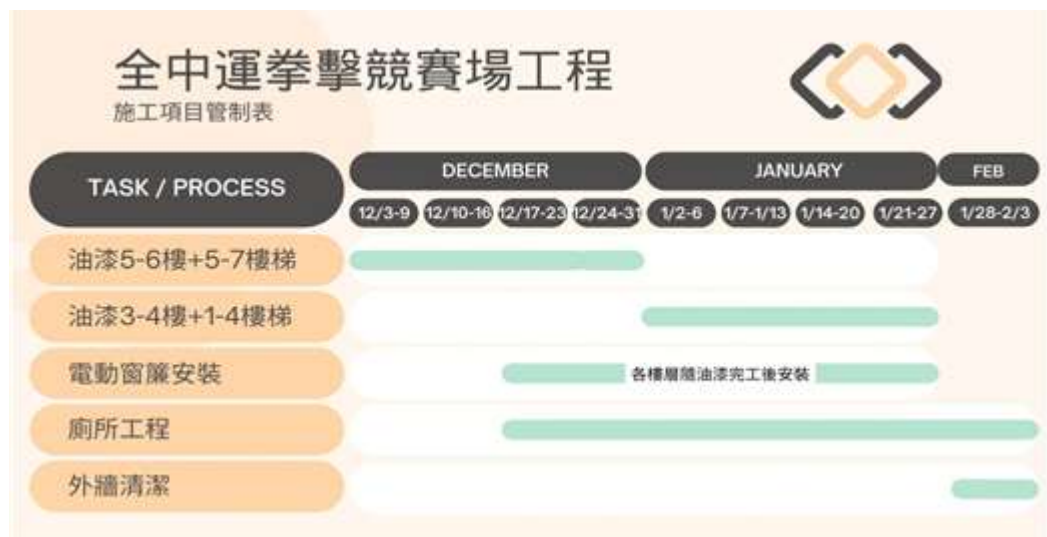 全中運拳擊競賽場工程
施工項目管制表
TASK / PROCESS
DECEMBER
JANUARY
FEB
12/3-9
12/10-16
12/17-23
12/24-31
1/2-6
1/7-1/13
1/14-20
1/21-27
1/28-2/3
油漆5-6樓+5-7樓梯
油漆3-4樓+1-4樓梯
電動窗簾安裝
各樓層隨油漆完工後安裝
廁所工程
外牆清潔